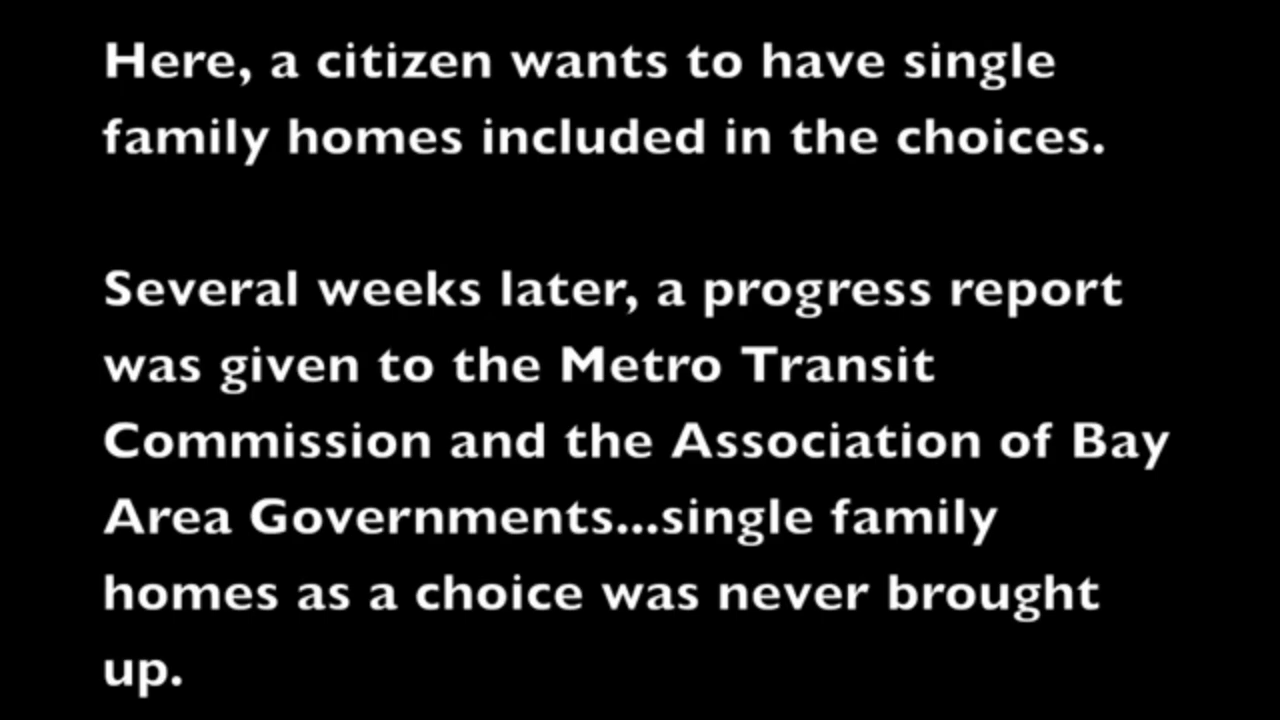 Here, a citizen wants to have single
family homes included in the choices.
Several weeks later, a progress report
was given to the Metro Transit
Commission and the Association of Bay
Area Governments...single family
homes as a choice was never brought
up.